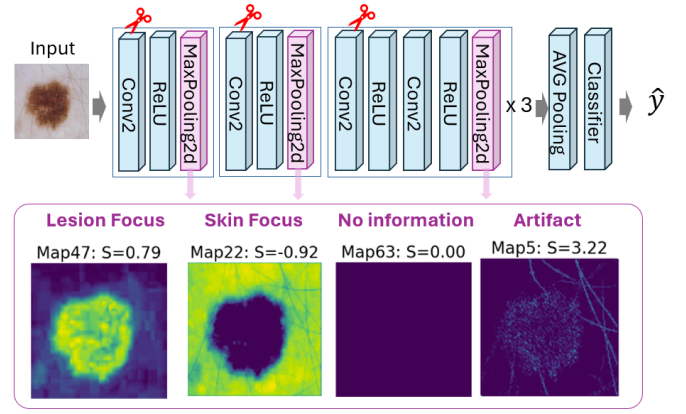 Input
Conv2
ReLU
MaxPooling2d
Conv2
ReLU
MaxPooling2d
Conv2
ReLU
Conv2
ReLU
MaxPooling2d
x 3
AVG Pooling
Classifier
ŷ
Lesion Focus
Skin Focus
No information
Artifact
Map47: S=0.79
Map22: S=-0.92
Map63: S=0.00
Map5: S=3.22